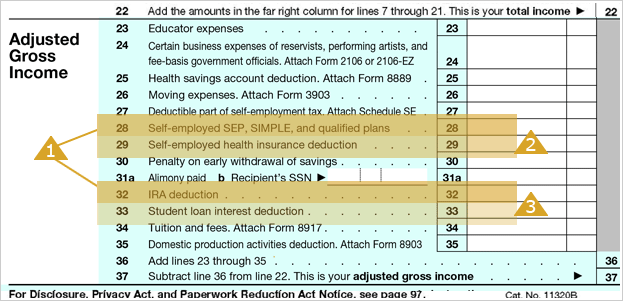 22 Add the amounts in the far right column for lines 7 through 21. This is your total income ▶ 22
Adjusted
Gross
Income
23 Educator expenses . . . . . . . . . . 23
24 Certain business expenses of reservists, performing artists, and
fee-basis government officials. Attach Form 2106 or 2106-EZ 24
25 Health savings account deduction. Attach Form 8889 . 25
26 Moving expenses. Attach Form 3903 . . . . . . 26
27 Deductible part of self-employment tax. Attach Schedule SE . 27
28 Self-employed SEP, SIMPLE, and qualified plans . . 28
29 Self-employed health insurance deduction . . . . 29
1
2
30 Penalty on early withdrawal of savings . . . . . . 30
31a Alimony paid b Recipient's SSN ▶ 31a
32 IRA deduction . . . . . . . . . . . . . 32
33 Student loan interest deduction . . . . . . . . 33
3
34 Tuition and fees. Attach Form 8917 . . . . . . . 34
35 Domestic production activities deduction. Attach Form 8903 35
36 Add lines 23 through 35 . . . . . . . . . . . . . 36
37 Subtract line 36 from line 22. This is your adjusted gross income . . . . . ▶ 37
For Disclosure, Privacy Act, and Paperwork Reduction Act Notice, see page 97. Cat. No. 11320B